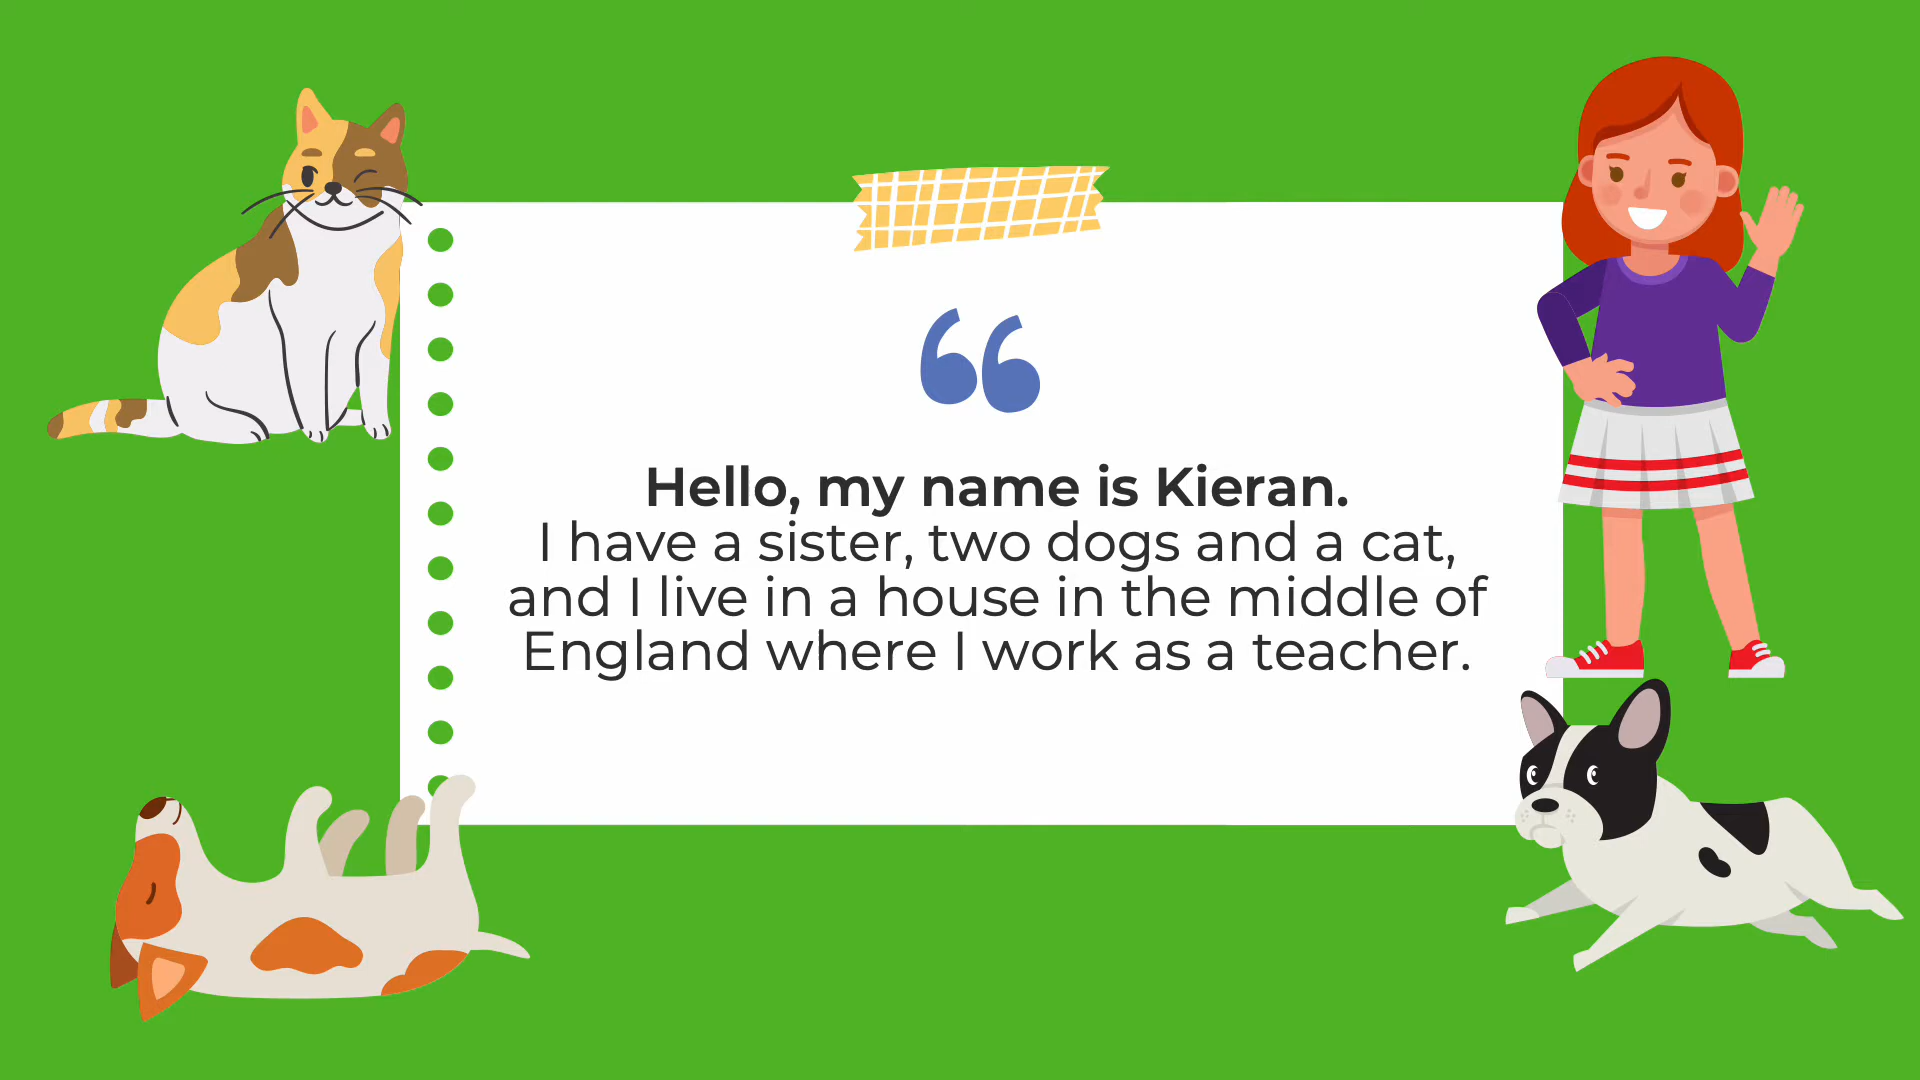 Hello, my name is Kieran.
I have a sister, two dogs and a cat,
and I live in a house in the middle of
England where I work as a teacher.